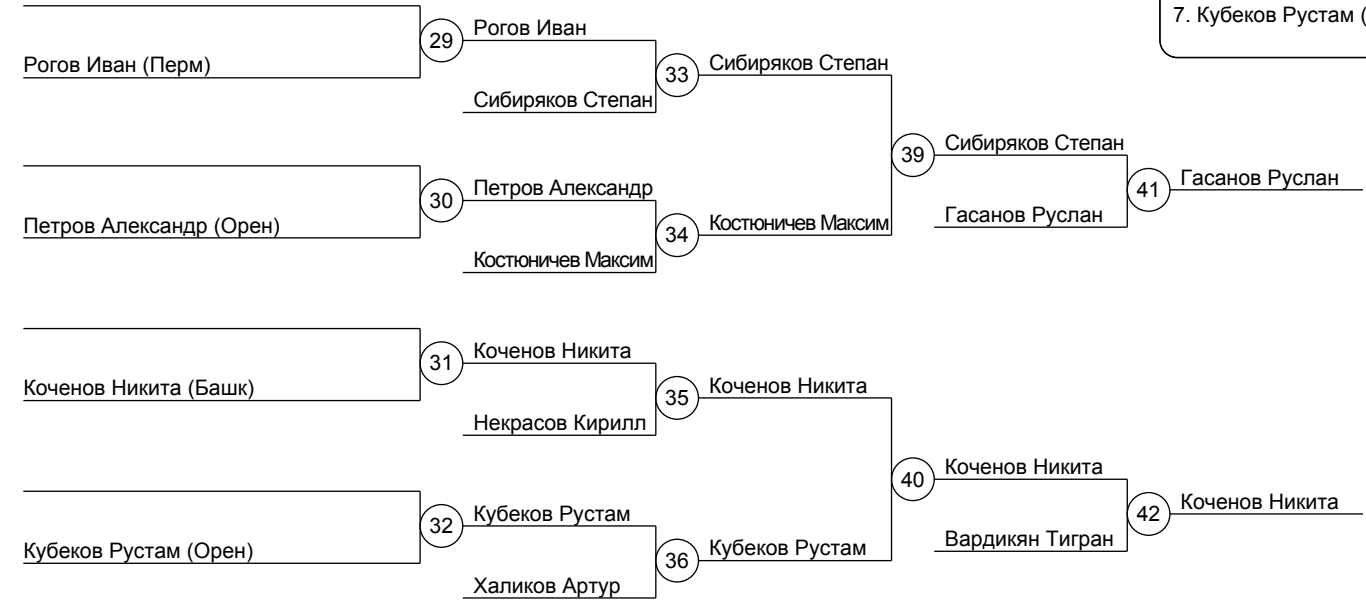 7. Кубеков Рустам (
29
Рогов Иван
Рогов Иван (Перм)
33
Сибиряков Степан
Сибиряков Степан
39
Сибиряков Степан
30
Петров Александр
Петров Александр (Орен)
34
Костюничев Максим
Костюничев Максим
41
Гасанов Руслан
Гасанов Руслан
31
Коченов Никита
Коченов Никита (Башк)
35
Коченов Никита
Некрасов Кирилл
40
Коченов Никита
32
Кубеков Рустам
Кубеков Рустам (Орен)
36
Кубеков Рустам
Халиков Артур
42
Коченов Никита
Вардикян Тигран